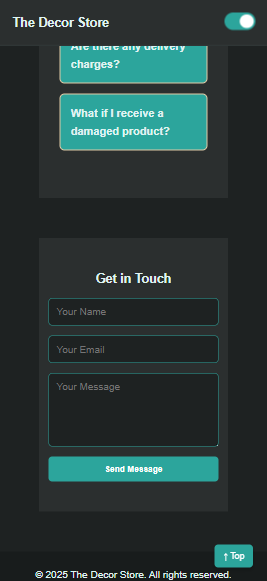 The Decor Store
Are there any delivery
charges?
What if I receive a
damaged product?
Get in Touch
Your Name
Your Email
Your Message
Send Message
↑ Top
© 2025 The Decor Store. All rights reserved.